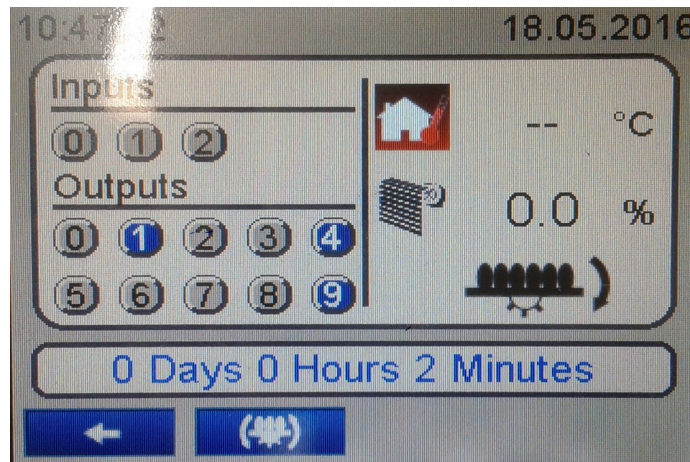 18.05.2016
Inputs
0 1 2
-- °C
Outputs
0 1 2 3 4
0.0 %
5 6 7 8 9
0 Days 0 Hours 2 Minutes